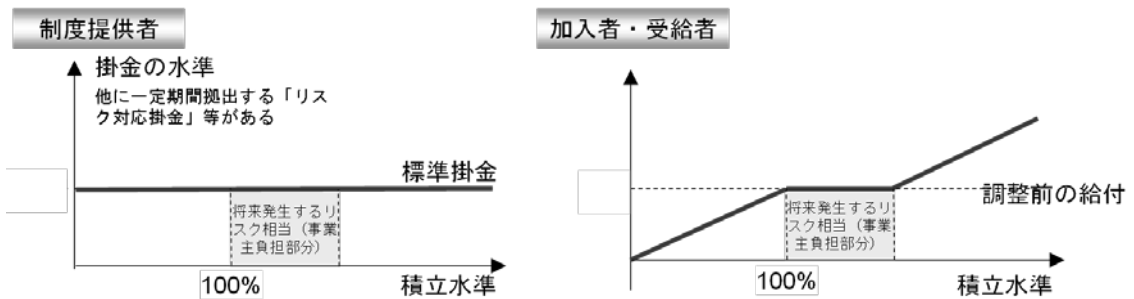 制度提供者
掛金の水準
他に一定期間拠出する「リス
ク対応掛金」等がある
標準掛金
将来発生するリ
スク相当（事業
主負担部分）
100%
積立水準
加入者・受給者
調整前の給付
将来発生するリ
スク相当（事業
主負担部分）
100%
積立水準